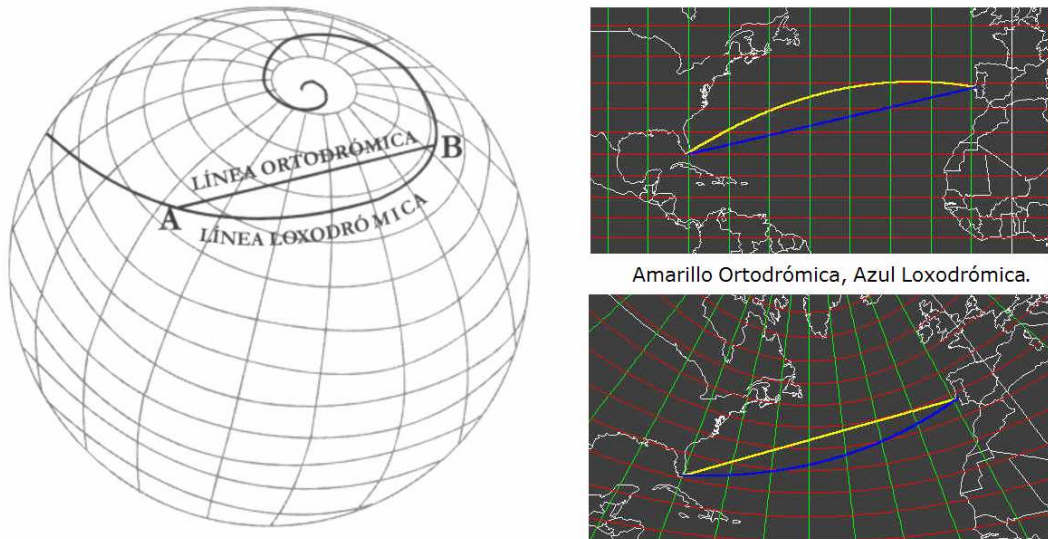 LÍNEA ORTODRÓMICA
B
A
LÍNEA LOXODRÓMICA
Amarillo Ortodrómica, Azul Loxodrómica.